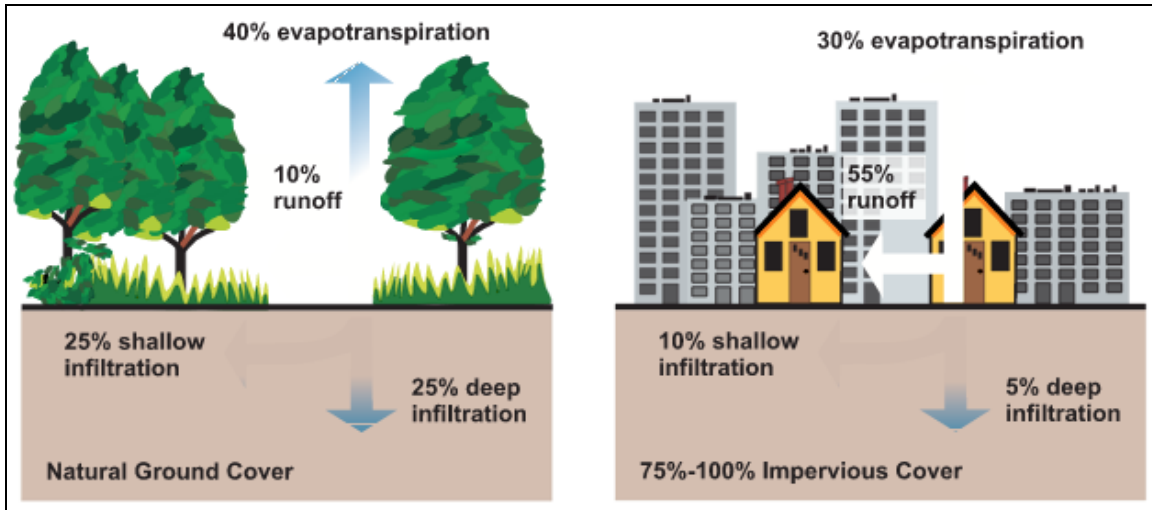 40% evapotranspiration
10%
runoff
25% shallow
infiltration
25% deep
infiltration
Natural Ground Cover
30% evapotranspiration
55%
runoff
10% shallow
infiltration
5% deep
infiltration
75%-100% Impervious Cover